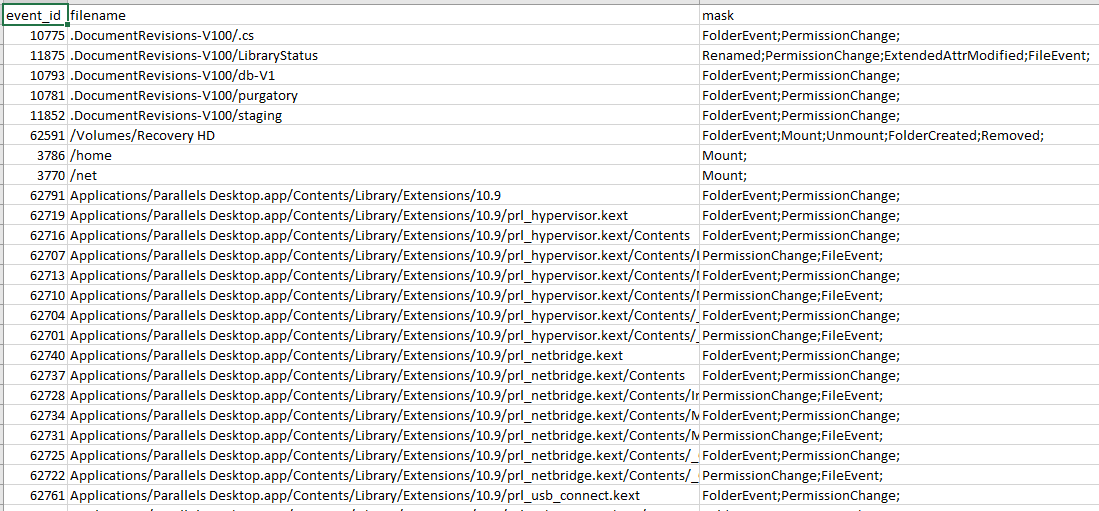 event_id filename mask
10775 .DocumentRevisions-V100/.cs FolderEvent;PermissionChange;
11875 .DocumentRevisions-V100/LibraryStatus Renamed;PermissionChange;ExtendedAttrModified;FileEvent;
10793 .DocumentRevisions-V100/db-V1 FolderEvent;PermissionChange;
10781 .DocumentRevisions-V100/purgatory FolderEvent;PermissionChange;
11852 .DocumentRevisions-V100/staging FolderEvent;PermissionChange;
62591 /Volumes/Recovery HD FolderEvent;Mount;Unmount;FolderCreated;Removed;
3786 /home Mount;
3770 /net Mount;
62791 Applications/Parallels Desktop.app/Contents/Library/Extensions/10.9 FolderEvent;PermissionChange;
62719 Applications/Parallels Desktop.app/Contents/Library/Extensions/10.9/prl_hypervisor.kext FolderEvent;PermissionChange;
62716 Applications/Parallels Desktop.app/Contents/Library/Extensions/10.9/prl_hypervisor.kext/Contents FolderEvent;PermissionChange;
62707 Applications/Parallels Desktop.app/Contents/Library/Extensions/10.9/prl_hypervisor.kext/Contents/ PermissionChange;FileEvent;
62713 Applications/Parallels Desktop.app/Contents/Library/Extensions/10.9/prl_hypervisor.kext/Contents/ FolderEvent;PermissionChange;
62710 Applications/Parallels Desktop.app/Contents/Library/Extensions/10.9/prl_hypervisor.kext/Contents/ PermissionChange;FileEvent;
62704 Applications/Parallels Desktop.app/Contents/Library/Extensions/10.9/prl_hypervisor.kext/Contents/_ FolderEvent;PermissionChange;
62701 Applications/Parallels Desktop.app/Contents/Library/Extensions/10.9/prl_hypervisor.kext/Contents/_ PermissionChange;FileEvent;
62740 Applications/Parallels Desktop.app/Contents/Library/Extensions/10.9/prl_netbridge.kext FolderEvent;PermissionChange;
62737 Applications/Parallels Desktop.app/Contents/Library/Extensions/10.9/prl_netbridge.kext/Contents FolderEvent;PermissionChange;
62728 Applications/Parallels Desktop.app/Contents/Library/Extensions/10.9/prl_netbridge.kext/Contents/In PermissionChange;FileEvent;
62734 Applications/Parallels Desktop.app/Contents/Library/Extensions/10.9/prl_netbridge.kext/Contents/M FolderEvent;PermissionChange;
62731 Applications/Parallels Desktop.app/Contents/Library/Extensions/10.9/prl_netbridge.kext/Contents/M PermissionChange;FileEvent;
62725 Applications/Parallels Desktop.app/Contents/Library/Extensions/10.9/prl_netbridge.kext/Contents/_ FolderEvent;PermissionChange;
62722 Applications/Parallels Desktop.app/Contents/Library/Extensions/10.9/prl_netbridge.kext/Contents/_ PermissionChange;FileEvent;
62761 Applications/Parallels Desktop.app/Contents/Library/Extensions/10.9/prl_usb_connect.kext FolderEvent;PermissionChange;